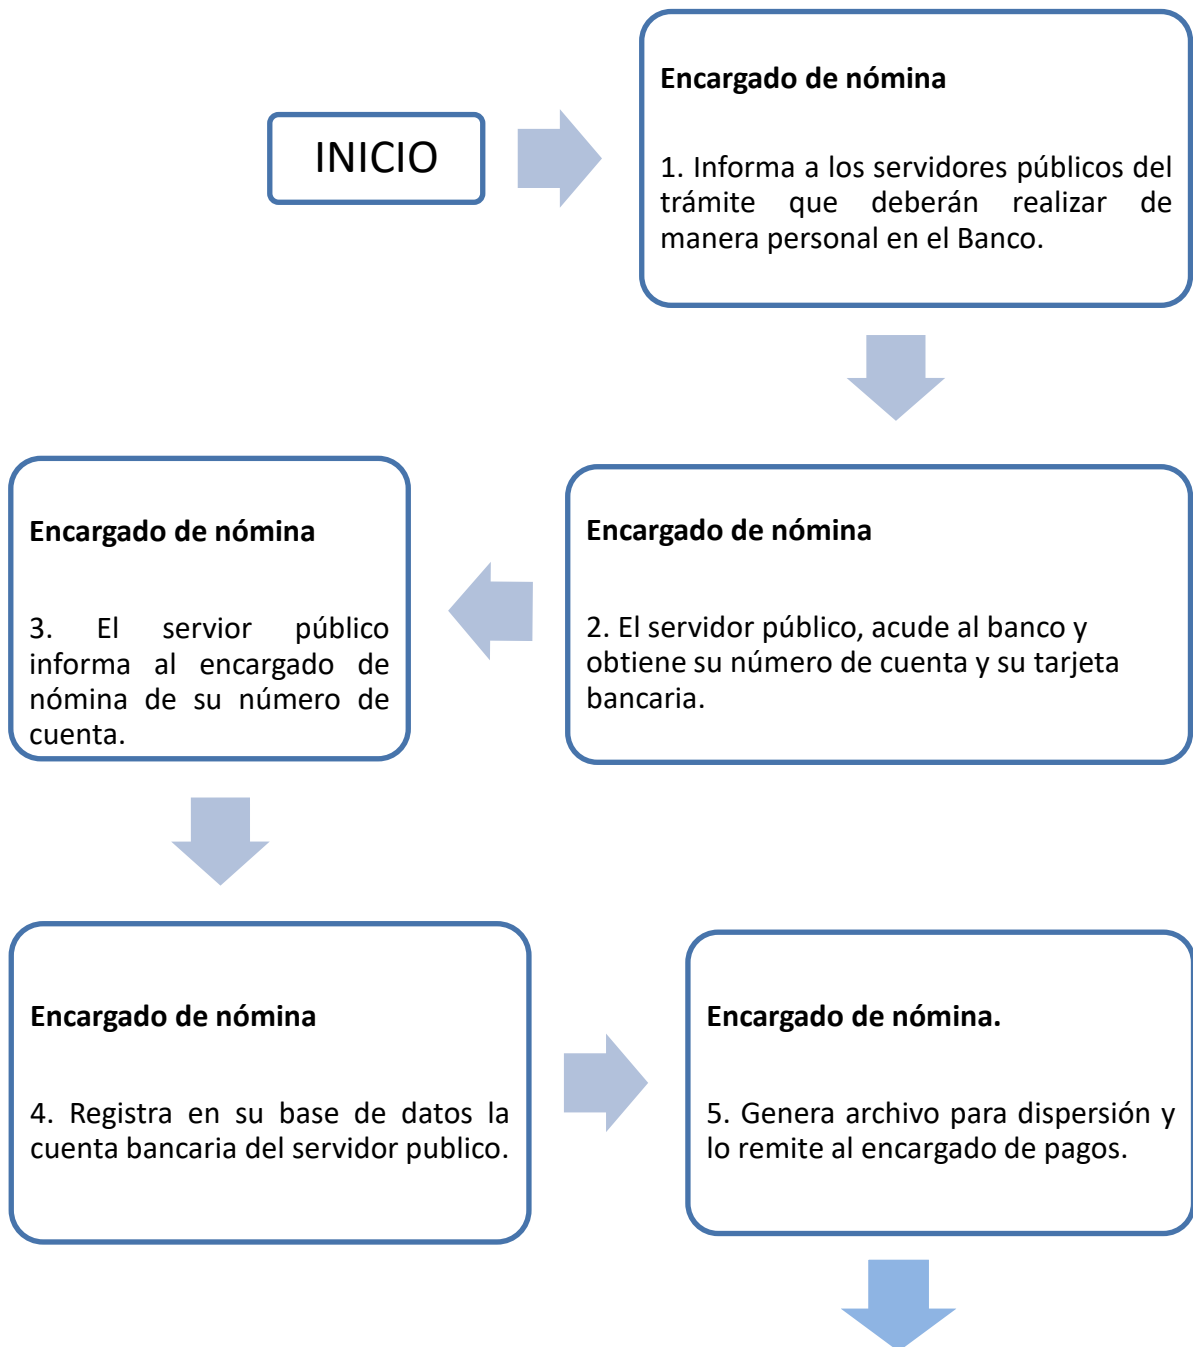 INICIO
Encargado de nómina
1. Informa a los servidores públicos del
trámite que deberán realizar de
manera personal en el Banco.
Encargado de nómina
2. El servidor público, acude al banco y
obtiene su número de cuenta y su tarjeta
bancaria.
Encargado de nómina
3. El servior público
informa al encargado de
nómina de su número de
cuenta.
Encargado de nómina
4. Registra en su base de datos la
cuenta bancaria del servidor publico.
Encargado de nómina.
5. Genera archivo para dispersión y
lo remite al encargado de pagos.